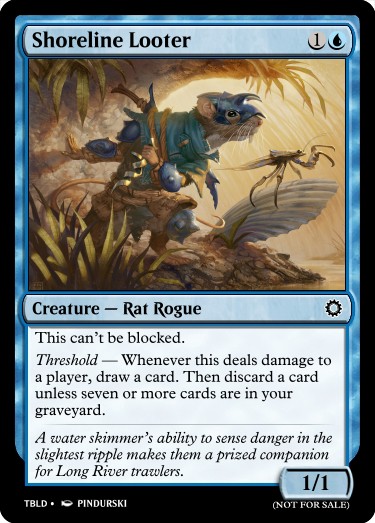 Shoreline Looter
1
Creature — Rat Rogue
This can't be blocked.
Threshold — Whenever this deals damage to
a player, draw a card. Then discard a card
unless seven or more cards are in your
graveyard.
A water skimmer's ability to sense danger in the
slightest ripple makes them a prized companion
for Long River trawlers.
1/1
TBLD • PINDURSKI
(NOT FOR SALE)